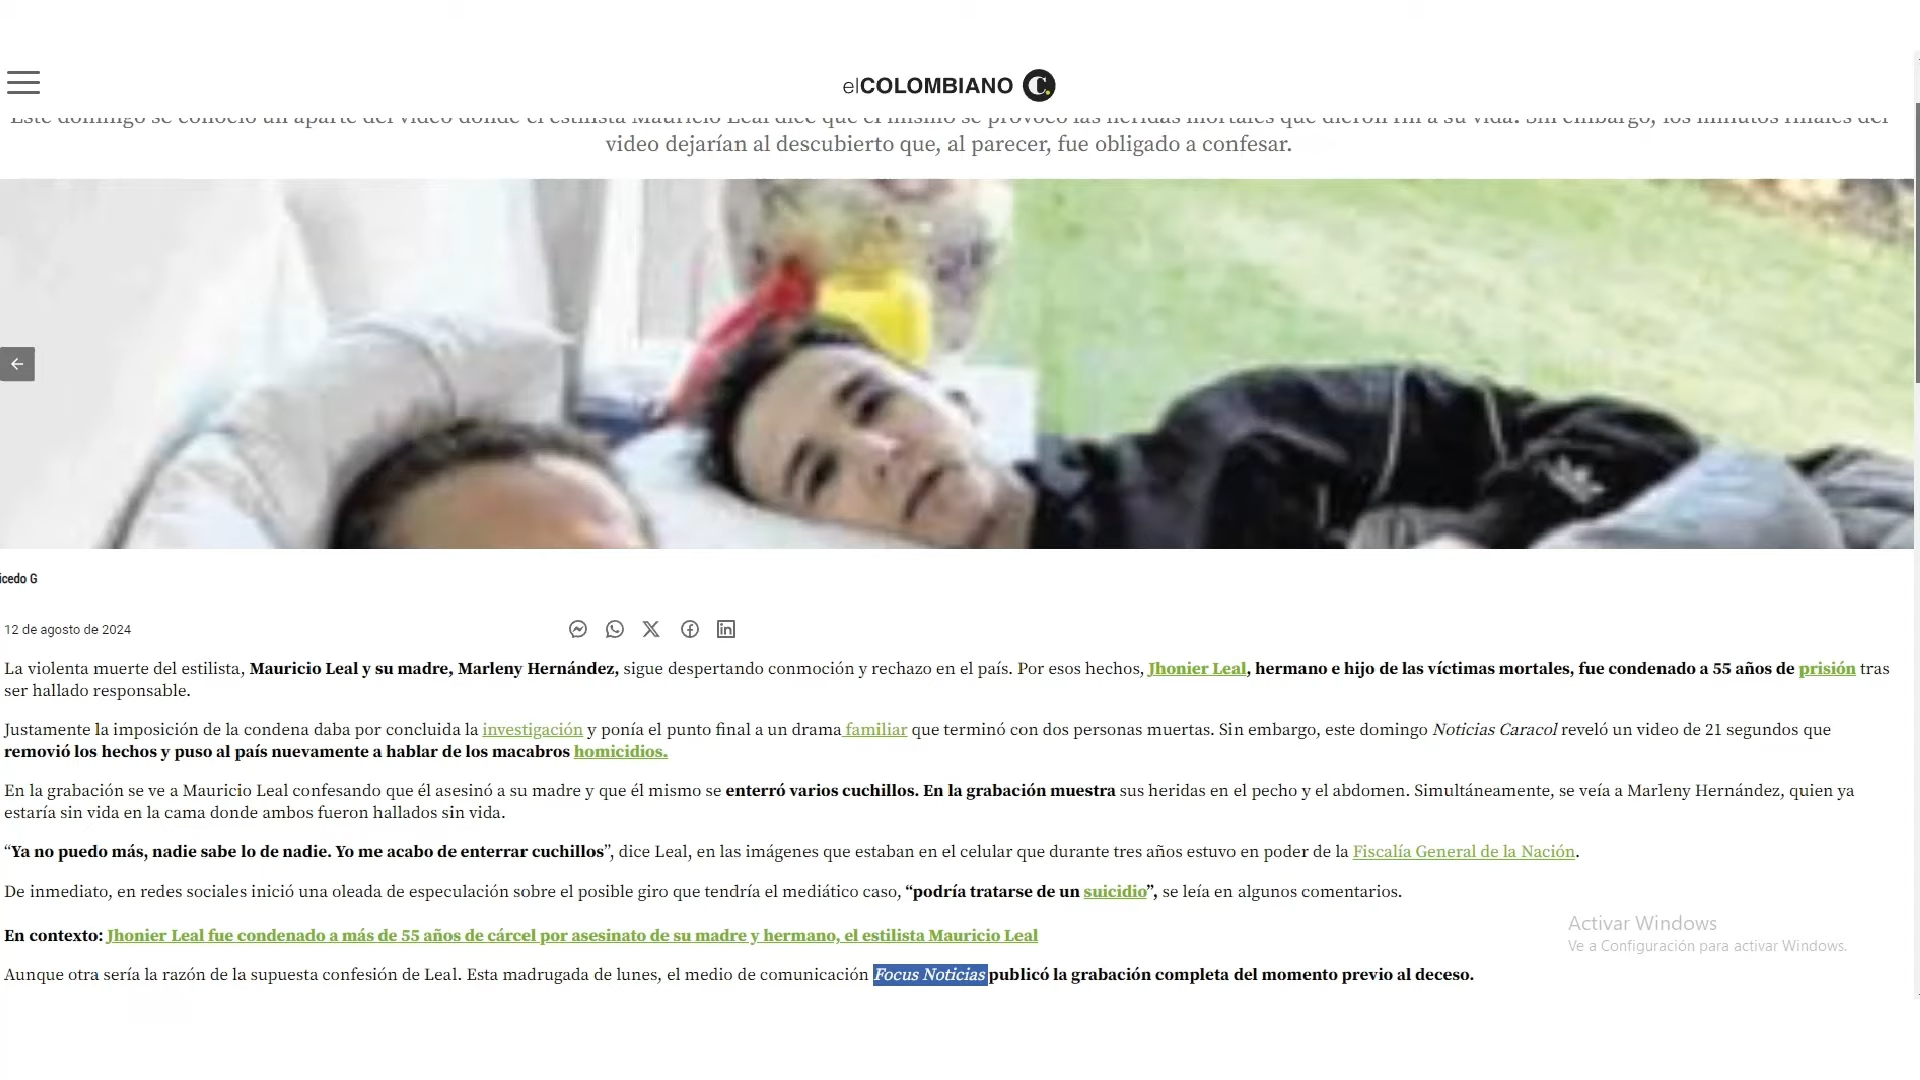 elCOLOMBIANO C.
Este domingo se conoció un aparte del video donde el estilista Mauricio Leal dice que él mismo se provocó las heridas mortales que dieron fin a su vida. Sin embargo, los minutos finales del
video dejarían al descubierto que, al parecer, fue obligado a confesar.
icedo G
12 de agosto de 2024
La violenta muerte del estilista, Mauricio Leal y su madre, Marleny Hernández, sigue despertando conmoción y rechazo en el país. Por esos hechos, Jhonier Leal, hermano e hijo de las víctimas mortales, fue condenado a 55 años de prisión tras
ser hallado responsable.
Justamente la imposición de la condena daba por concluida la investigación y ponía el punto final a un drama familiar que terminó con dos personas muertas. Sin embargo, este domingo Noticias Caracol reveló un video de 21 segundos que
removió los hechos y puso al país nuevamente a hablar de los macabros homicidios.
En la grabación se ve a Mauricio Leal confesando que él asesinó a su madre y que él mismo se enterró varios cuchillos. En la grabación muestra sus heridas en el pecho y el abdomen. Simultáneamente, se veía a Marleny Hernández, quien ya
estaría sin vida en la cama donde ambos fueron hallados sin vida.
“Ya no puedo más, nadie sabe lo de nadie. Yo me acabo de enterrar cuchillos”, dice Leal, en las imágenes que estaban en el celular que durante tres años estuvo en poder de la Fiscalía General de la Nación.
De inmediato, en redes sociales inició una oleada de especulación sobre el posible giro que tendría el mediático caso, “podría tratarse de un suicidio”, se leía en algunos comentarios.
Activar Windows
Ve a Configuración para activar Windows.
En contexto: Jhonier Leal fue condenado a más de 55 años de cárcel por asesinato de su madre y hermano, el estilista Mauricio Leal
Aunque otra sería la razón de la supuesta confesión de Leal. Esta madrugada de lunes, el medio de comunicación Focus Noticias publicó la grabación completa del momento previo al deceso.